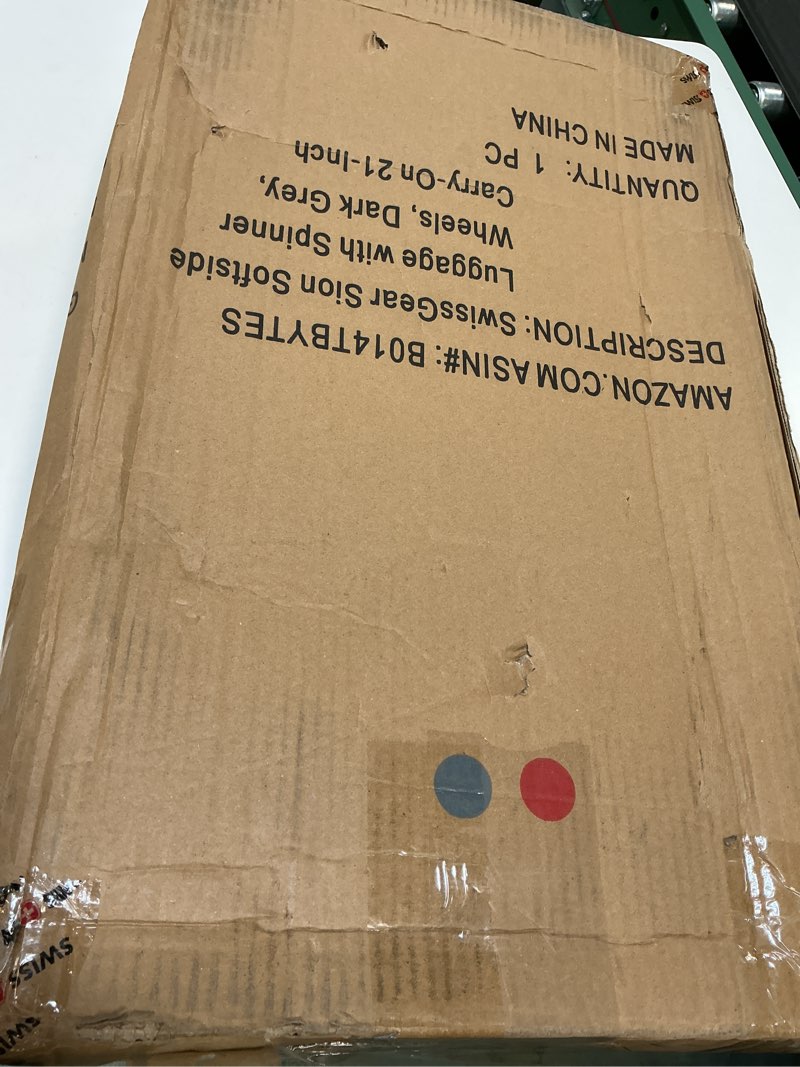 AMAZON.COM ASIN#: B014TBYTES
DESCRIPTION: SwissGear Sion Softside
Luggage with Spinner
Wheels, Dark Grey,
Carry-On 21-Inch
QUANTITY: 1 PC
MADE IN CHINA
SWISS